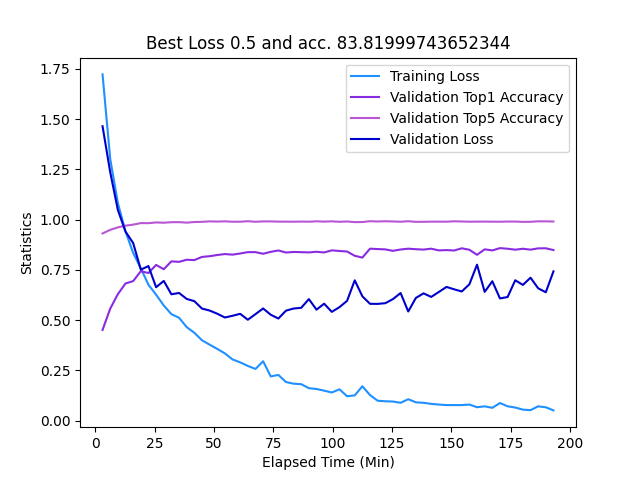 Best Loss 0.5 and acc. 83.81999743652344
Training Loss
Validation Top1 Accuracy
Validation Top5 Accuracy
Validation Loss
1.75
1.50
1.25
1.00
0.75
0.50
0.25
0.00
Statistics
0 25 50 75 100 125 150 175 200
Elapsed Time (Min)